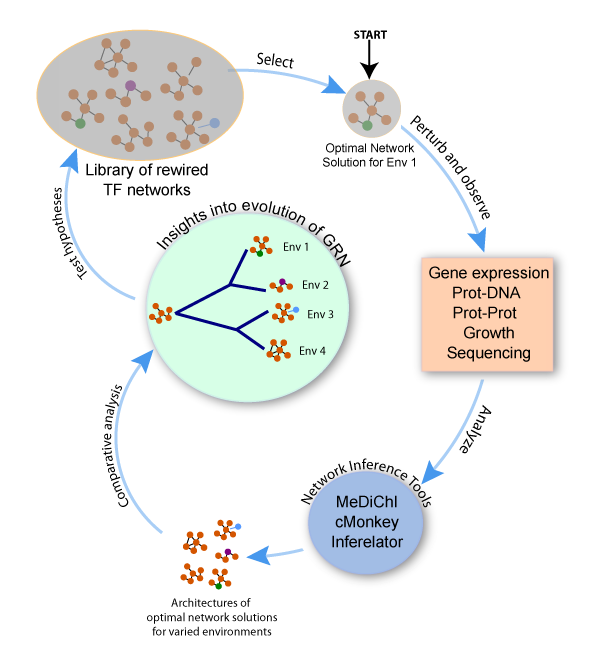 START
Select
Optimal Network
Solution for Env 1
Library of rewired
TF networks
Perturb and observe
Test hypotheses
Insights into evolution of GRN
Env 1
Env 2
Env 3
Env 4
Gene expression
Prot-DNA
Prot-Prot
Growth
Sequencing
Analyze
Network Inference Tools
MeDiChI
cMonkey
Inferelator
Comparative analysis
Architectures of
optimal network solutions
for varied environments